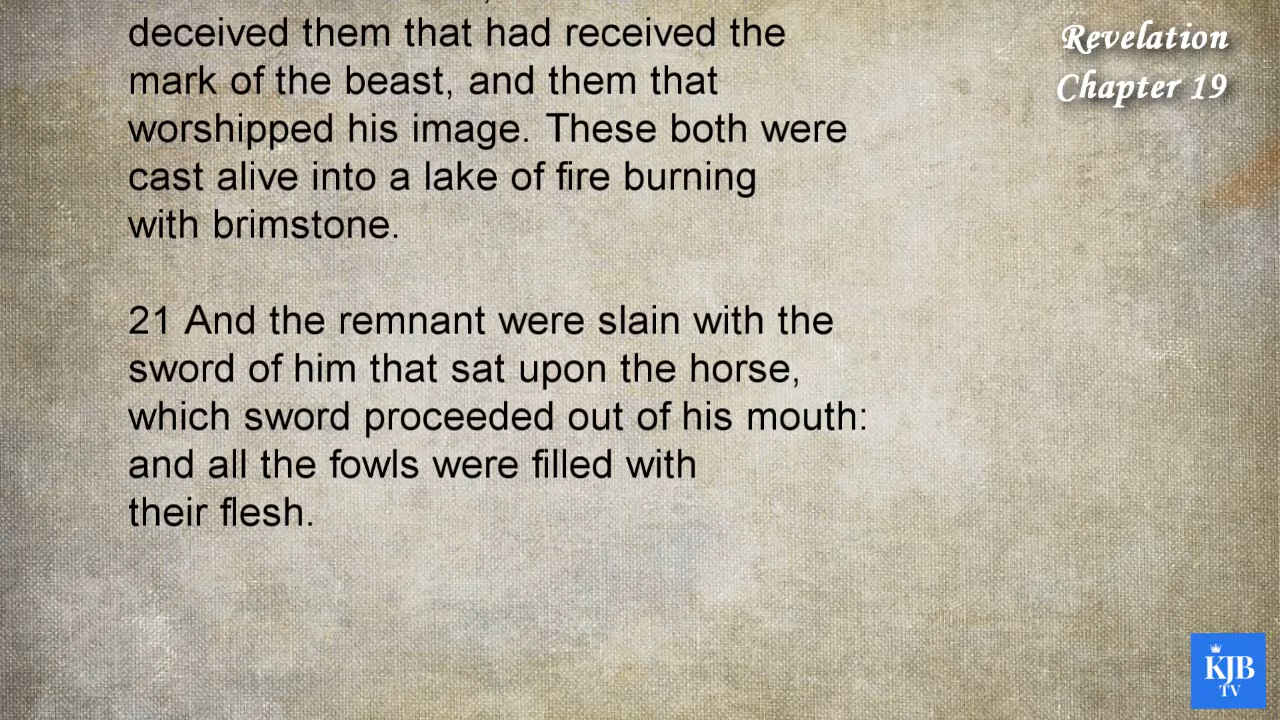 deceived them that had received the
mark of the beast, and them that
worshipped his image. These both were
cast alive into a lake of fire burning
with brimstone.
21 And the remnant were slain with the
sword of him that sat upon the horse,
which sword proceeded out of his mouth:
and all the fowls were filled with
their flesh.
Revelation
Chapter 19
KJB
TV